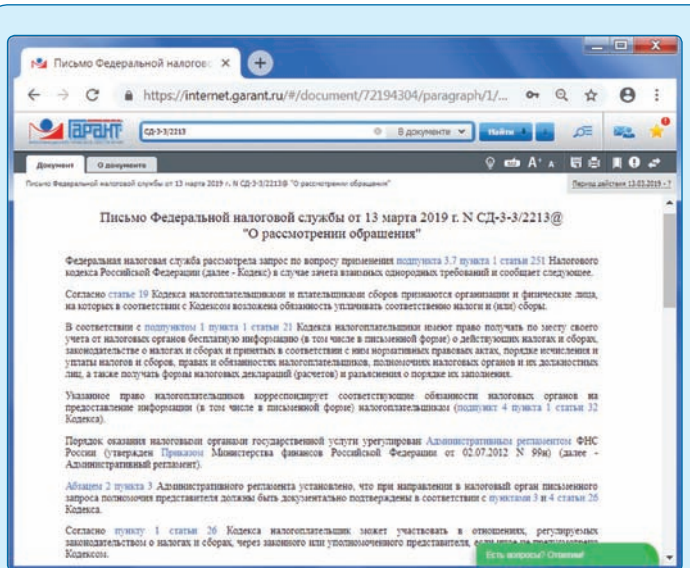 Письмо Федеральной налогово
https://internet.garant.ru/#/document/72194304/paragraph/1/...
ГАРАНТ
СД-3-3/2213
В документе
Найти
Документ
О документе
Письмо Федеральной налоговой службы от 13 марта 2019 г. N СД-3-3/2213@ "О рассмотрении обращения"
Период действия 13.03.2019 - ?
Письмо Федеральной налоговой службы от 13 марта 2019 г. N СД-3-3/2213@
"О рассмотрении обращения"
Федеральная налоговая служба рассмотрела запрос по вопросу применения подпункта 3.7 пункта 1 статьи 251 Налогового
кодекса Российской Федерации (далее - Кодекс) в случае зачета взаимных однородных требований и сообщает следующее.
Согласно статье 19 Кодекса налогоплательщиками и плательщиками сборов признаются организации и физические лица,
на которых в соответствии с Кодексом возложена обязанность уплачивать соответственно налоги и (или) сборы.
В соответствии с подпунктом 1 пункта 1 статьи 21 Кодекса налогоплательщики имеют право получать по месту своего
учета от налоговых органов бесплатную информацию (в том числе в письменной форме) о действующих налогах и сборах,
законодательстве о налогах и сборах и принятых в соответствии с ним нормативных правовых актах, порядке исчисления и
уплаты налогов и сборов, правах и обязанностях налогоплательщиков, полномочиях налоговых органов и их должностных
лиц, а также получать формы налоговых деклараций (расчетов) и разъяснения о порядке их заполнения.
Указанное право налогоплательщиков корреспондирует соответствующие обязанности налоговых органов на
предоставление информации (в том числе в письменной форме) налогоплательщикам (подпункт 4 пункта 1 статьи 32
Кодекса).
Порядок оказания налоговыми органами государственной услуги урегулирован Административным регламентом ФНС
России (утвержден Приказом Министерства финансов Российской Федерации от 02.07.2012 N 99н) (далее -
Административный регламент).
Абзацем 2 пункта 3 Административного регламента установлено, что при направлении в налоговый орган письменного
запроса полномочия представителя должны быть документально подтверждены в соответствии с пунктами 3 и 4 статьи 26
Кодекса.
Согласно пункту 1 статьи 26 Кодекса налогоплательщик может участвовать в отношениях, регулируемых
законодательством о налогах и сборах, через законного или уполномоченного представителя, если иное не предусмотрено
Кодексом.
Есть вопросы? Ответим!